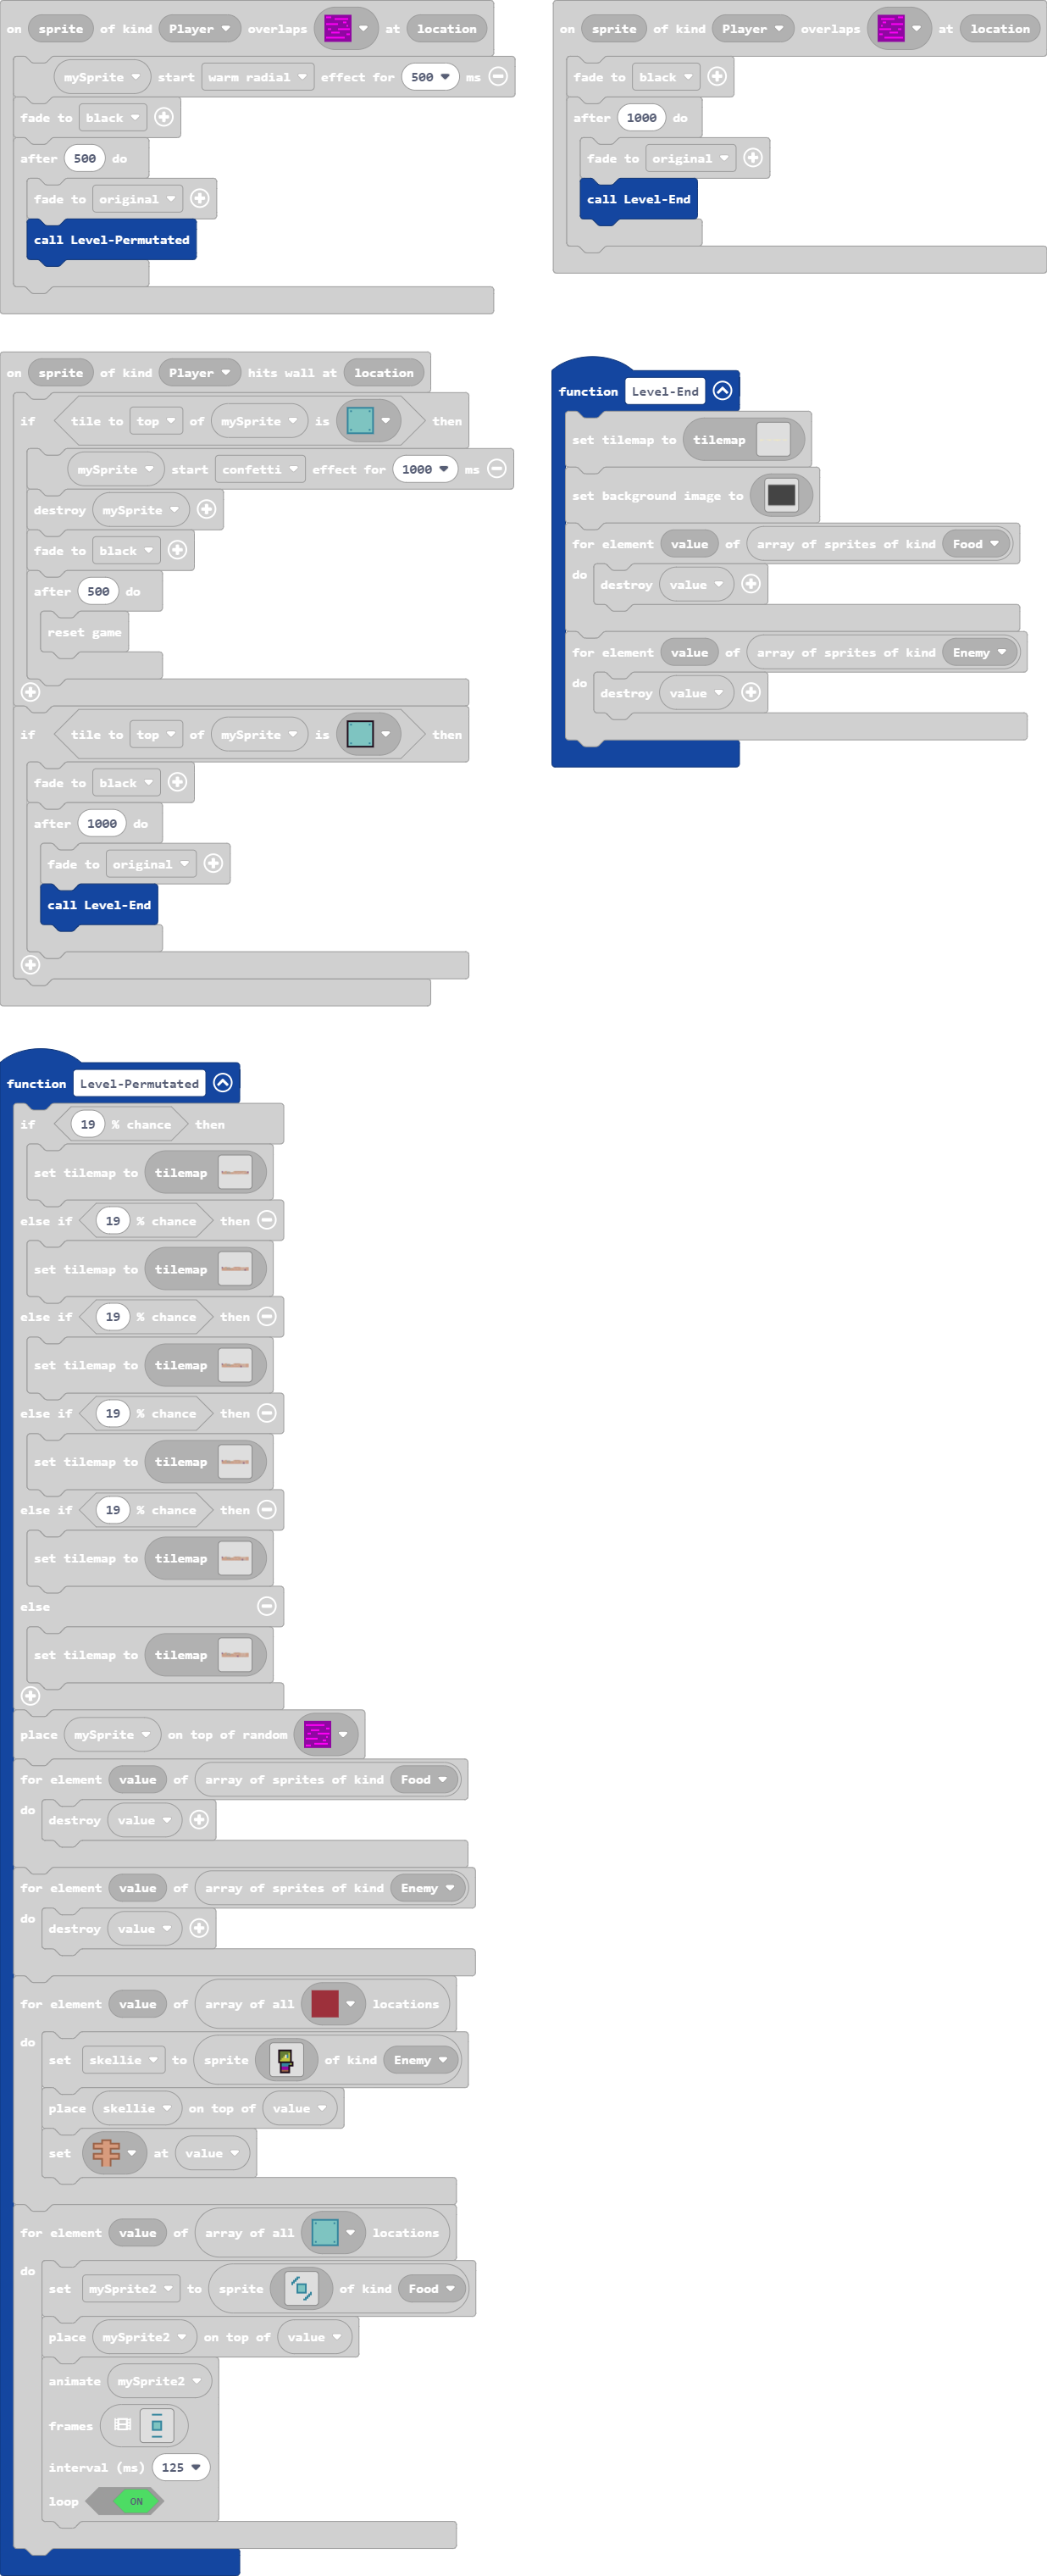 on sprite of kind Player overlaps at location
mySprite start warm radial effect for 500 ms
fade to black
after 500 do
fade to original
call Level-Permutated
on sprite of kind Player overlaps at location
fade to black
after 1000 do
fade to original
call Level-End
on sprite of kind Player hits wall at location
if tile to top of mySprite is then
mySprite start confetti effect for 1000 ms
destroy mySprite
fade to black
after 500 do
reset game
if tile to top of mySprite is then
fade to black
after 1000 do
fade to original
call Level-End
function Level-End
set tilemap to tilemap
set background image to
for element value of array of sprites of kind Food
do
destroy value
for element value of array of sprites of kind Enemy
do
destroy value
function Level-Permutated
if 19 % chance then
set tilemap to tilemap
else if 19 % chance then
set tilemap to tilemap
else if 19 % chance then
set tilemap to tilemap
else if 19 % chance then
set tilemap to tilemap
else if 19 % chance then
set tilemap to tilemap
else
set tilemap to tilemap
place mySprite on top of random
for element value of array of sprites of kind Food
do
destroy value
for element value of array of sprites of kind Enemy
do
destroy value
for element value of array of all locations
do
set skellie to sprite of kind Enemy
place skellie on top of value
set at value
for element value of array of all locations
do
set mySprite2 to sprite of kind Food
place mySprite2 on top of value
animate mySprite2
frames
interval (ms) 125
loop ON